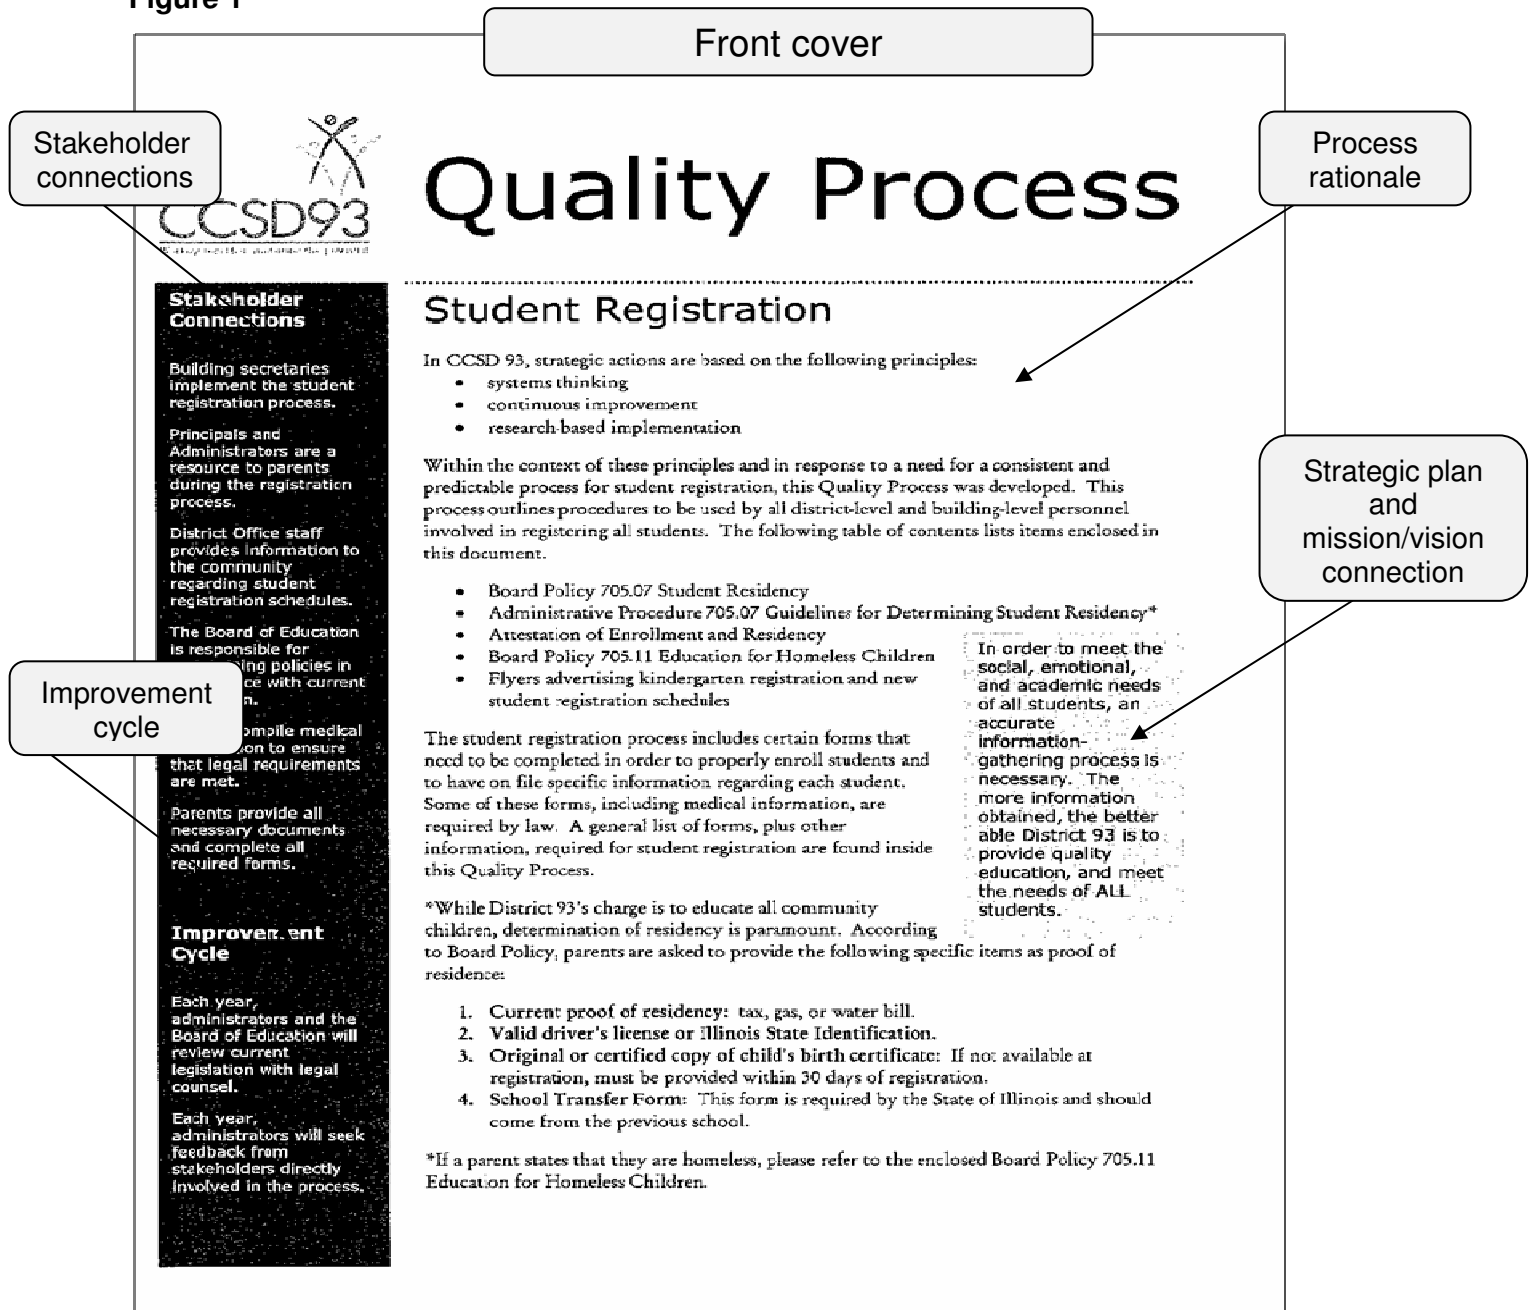 Figure 1
Front cover
Stakeholder
connections
Process
rationale
CCSD93
Quality Process
Stakeholder
Connections
Building secretaries
implement the student
registration process.
Principals and
Administrators are a
resource to parents
during the registration
process.
District Office staff
provides information to
the community
regarding student
registration schedules.
The Board of Education
is responsible for
policies in
with current
medical
to ensure
that legal requirements
are met.
Parents provide all
necessary documents
and complete all
required forms.
Improvement
Cycle
Each year,
administrators and the
Board of Education will
review current
legislation with legal
counsel.
Each year,
administrators will seek
feedback from
stakeholders directly
involved in the process.
Improvement
cycle
Student Registration
In CCSD 93, strategic actions are based on the following principles:
• systems thinking
• continuous improvement
• research-based implementation
Within the context of these principles and in response to a need for a consistent and
predictable process for student registration, this Quality Process was developed. This
process outlines procedures to be used by all district-level and building-level personnel
involved in registering all students. The following table of contents lists items enclosed in
this document.
• Board Policy 705.07 Student Residency
• Administrative Procedure 705.07 Guidelines for Determining Student Residency*
• Attestation of Enrollment and Residency
• Board Policy 705.11 Education for Homeless Children
• Flyers advertising kindergarten registration and new
student registration schedules
The student registration process includes certain forms that
need to be completed in order to properly enroll students and
to have on file specific information regarding each student.
Some of these forms, including medical information, are
required by law. A general list of forms, plus other
information, required for student registration are found inside
this Quality Process.
*While District 93's charge is to educate all community
children, determination of residency is paramount. According
to Board Policy, parents are asked to provide the following specific items as proof of
residence:
1. Current proof of residency: tax, gas, or water bill.
2. Valid driver's license or Illinois State Identification.
3. Original or certified copy of child's birth certificate: If not available at
registration, must be provided within 30 days of registration.
4. School Transfer Form: This form is required by the State of Illinois and should
come from the previous school.
*If a parent states that they are homeless, please refer to the enclosed Board Policy 705.11
Education for Homeless Children.
In order to meet the
social, emotional,
and academic needs
of all students, an
accurate
information-
gathering process is
necessary. The
more information
obtained, the better
able District 93 is to
provide quality
education, and meet
the needs of ALL
students.
Strategic plan
and
mission/vision
connection